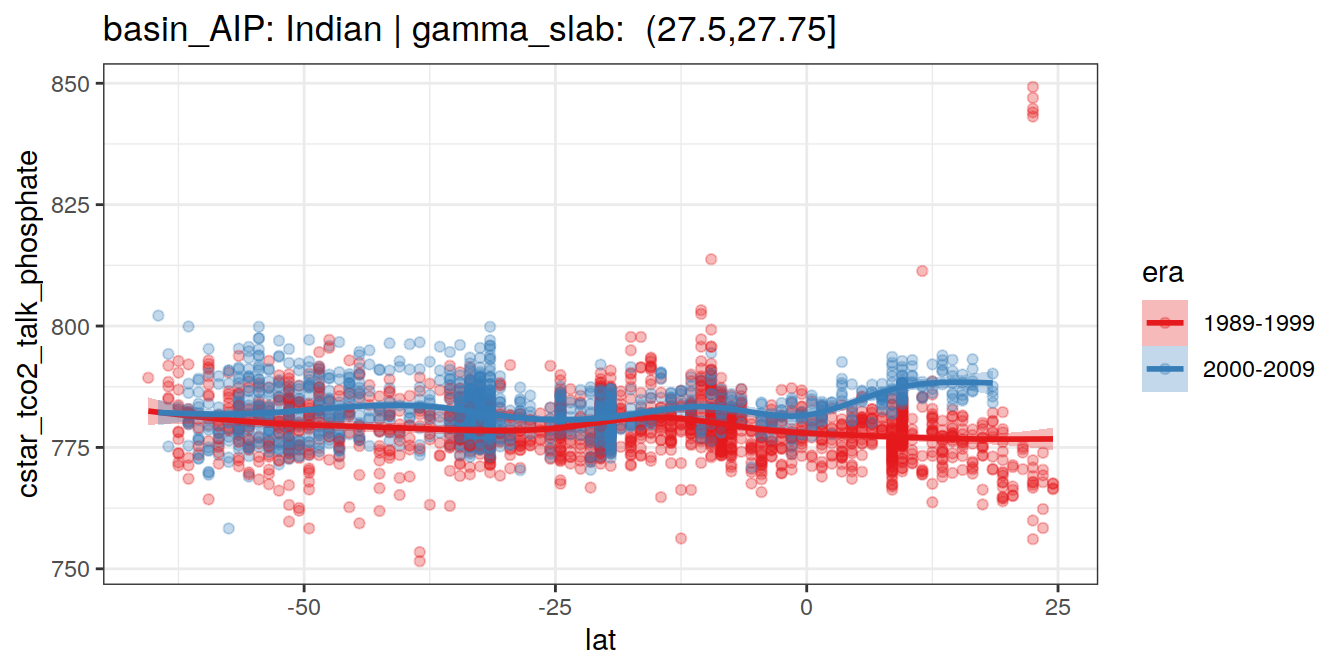 basin_AIP: Indian | gamma_slab:  (27.5,27.75]
cstar_tco2_talk_phosphate
850
825
800
775
750
-50
-25
0
25
lat
era
1989-1999
2000-2009